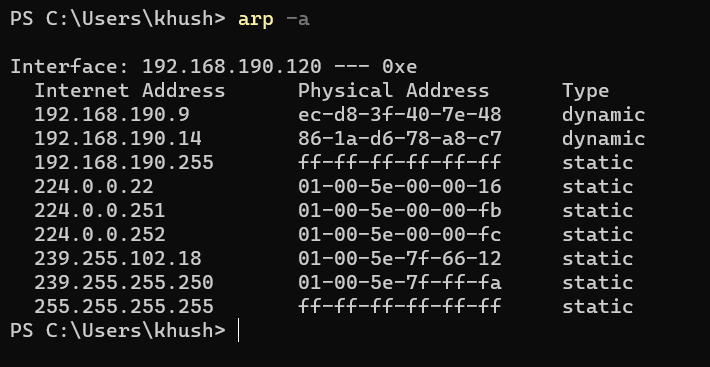 PS C:\Users\khush> arp -a
Interface: 192.168.190.120 --- 0xe
Internet Address Physical Address Type
192.168.190.9 ec-d8-3f-40-7e-48 dynamic
192.168.190.14 86-1a-d6-78-a8-c7 dynamic
192.168.190.255 ff-ff-ff-ff-ff-ff static
224.0.0.22 01-00-5e-00-00-16 static
224.0.0.251 01-00-5e-00-00-fb static
224.0.0.252 01-00-5e-00-00-fc static
239.255.102.18 01-00-5e-7f-66-12 static
239.255.255.250 01-00-5e-7f-ff-fa static
255.255.255.255 ff-ff-ff-ff-ff-ff static
PS C:\Users\khush>